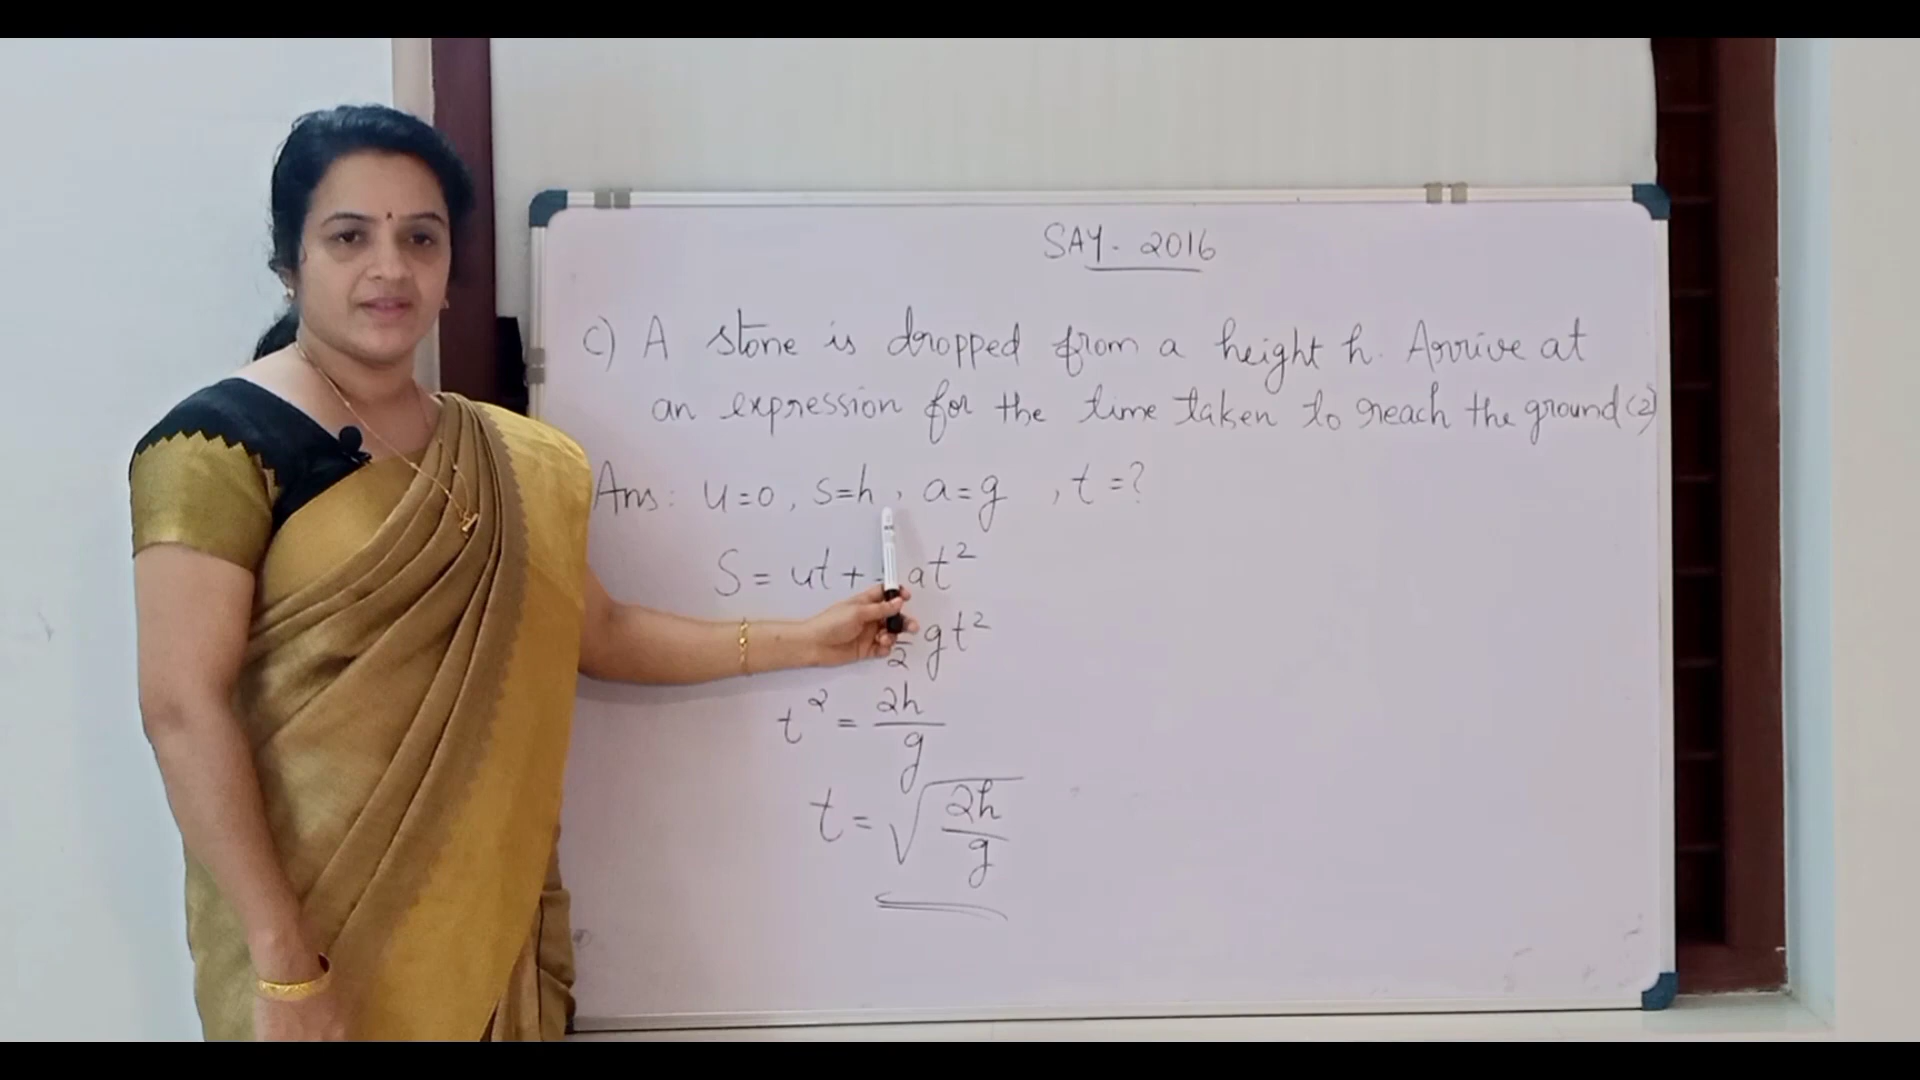 SAY - 2016
c) A stone is dropped from a height h. Arrive at
an expression for the time taken to reach the ground (2)
Ans: u=0, s=h, a=g , t=?
S = ut + at²
2 gt²
t² = 2h/g
t = √2h/g